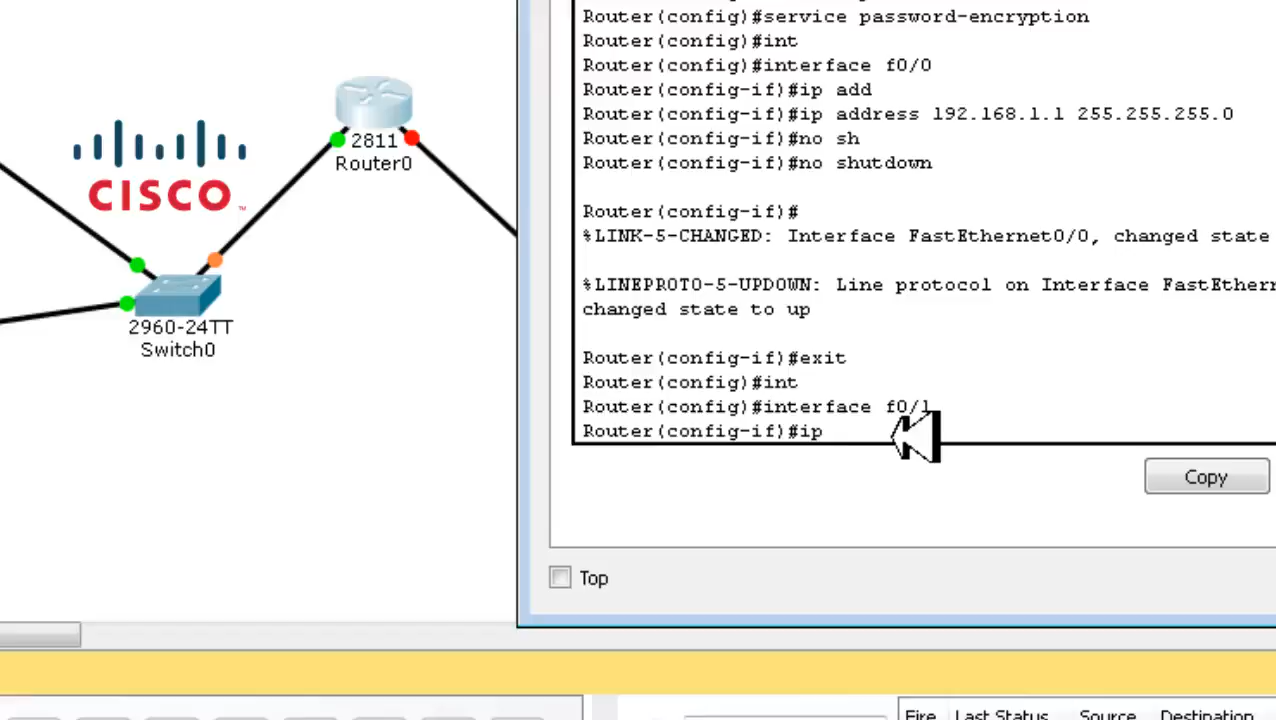 Router(config)#service password-encryption
Router(config)#int
Router(config)#interface f0/0
Router(config-if)#ip add
Router(config-if)#ip address 192.168.1.1 255.255.255.0
Router(config-if)#no sh
Router(config-if)#no shutdown
Router(config-if)#
%LINK-5-CHANGED: Interface FastEthernet0/0, changed state
%LINEPROTO-5-UPDOWN: Line protocol on Interface FastEther
changed state to up
Router(config-if)#exit
Router(config)#int
Router(config)#interface f0/1
Router(config-if)#ip
2811
Router0
CISCO™
2960-24TT
Switch0
Copy
Top
Fire Last Status Source Destination